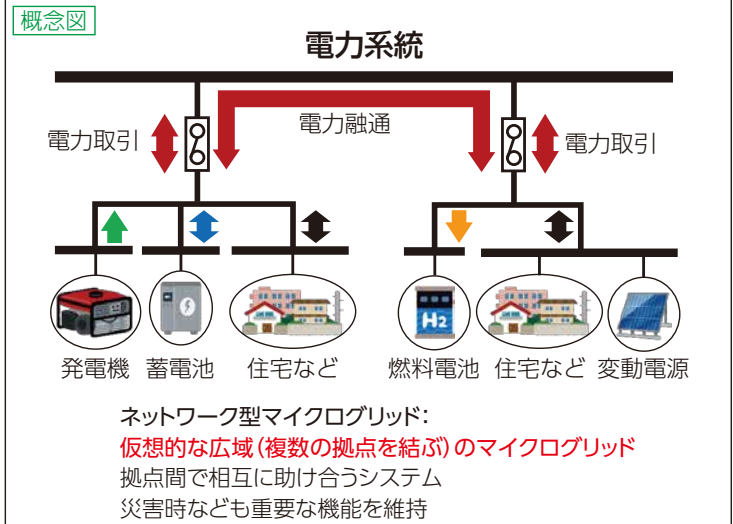 概念図
電力系統
電力取引
電力融通
電力取引
H2
発電機 蓄電池 住宅など 燃料電池 住宅など 変動電源
ネットワーク型マイクログリッド:
仮想的な広域(複数の拠点を結ぶ)のマイクログリッド
拠点間で相互に助け合うシステム
災害時なども重要な機能を維持